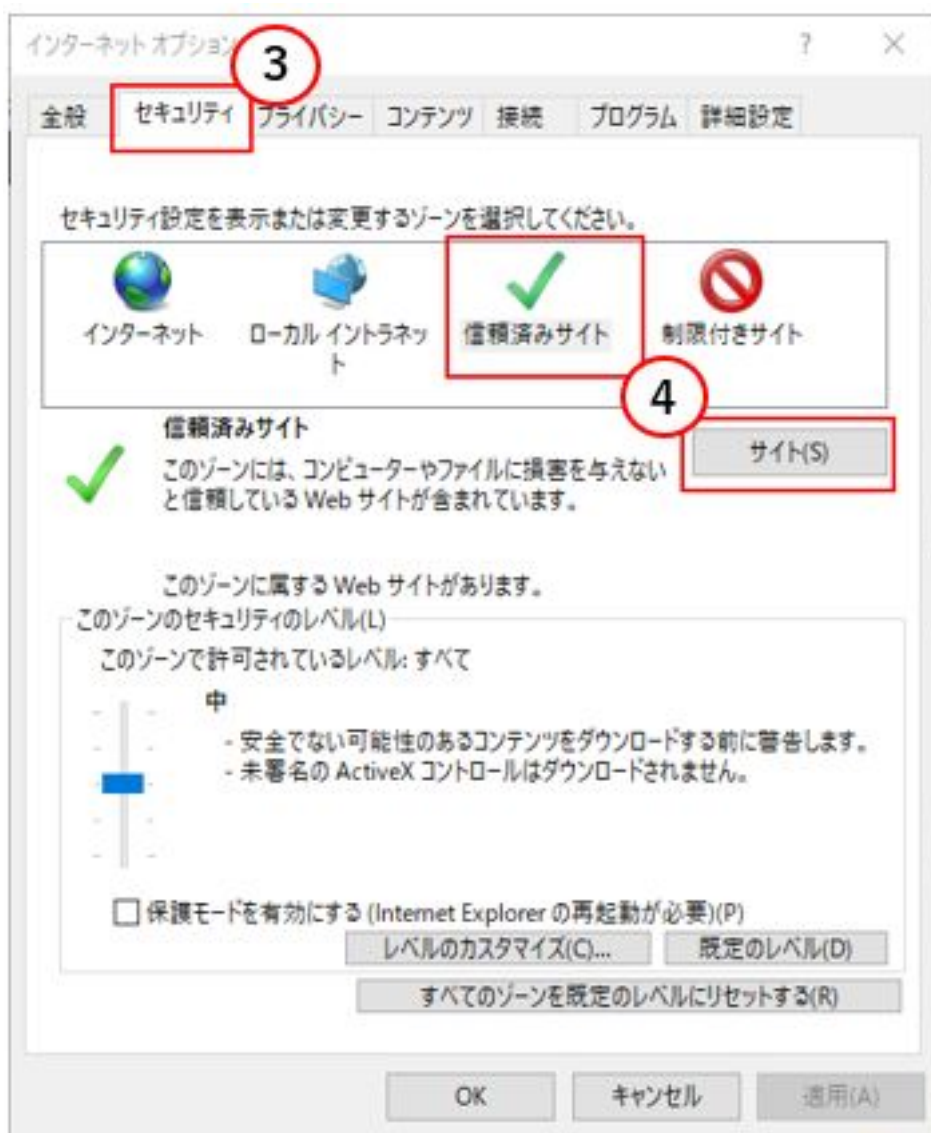 インターネット オプション
3
?
×
全般 セキュリティ プライバシー コンテンツ 接続 プログラム 詳細設定
セキュリティ設定を表示または変更するゾーンを選択してください。
インターネット
ローカル イントラネッ
ト
信頼済みサイト
制限付きサイト
4
信頼済みサイト
サイト(S)
このゾーンには、コンピューターやファイルに損害を与えない
と信頼している Web サイトが含まれています。
このゾーンに属する Web サイトがあります。
このゾーンのセキュリティのレベル(L)
このゾーンで許可されているレベル: すべて
中
- 安全でない可能性のあるコンテンツをダウンロードする前に警告します。
- 未署名の ActiveX コントロールはダウンロードされません。
保護モードを有効にする (Internet Explorer の再起動が必要)(P)
レベルのカスタマイズ(C)... 既定のレベル(D)
すべてのゾーンを既定のレベルにリセットする(R)
OK キャンセル 適用(A)